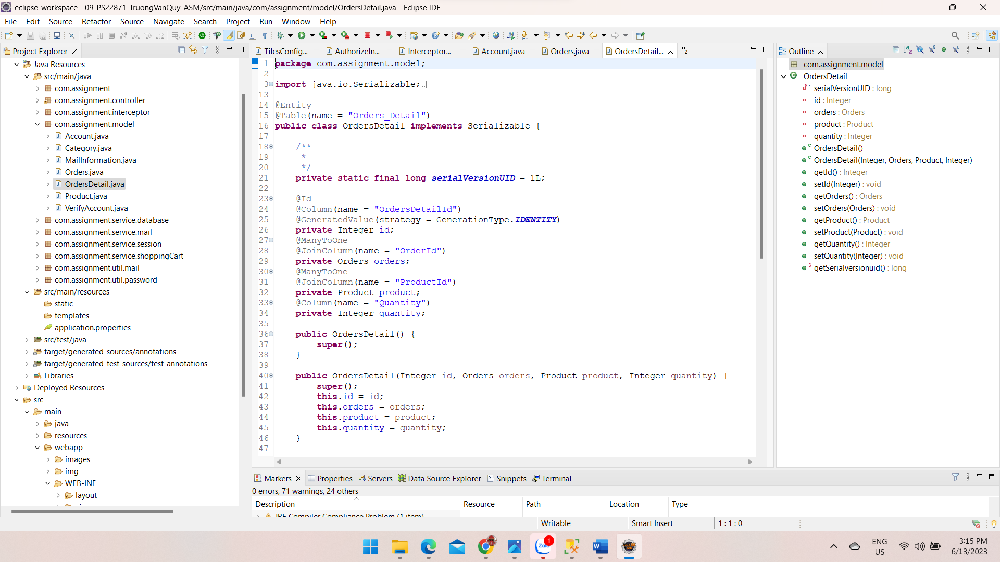 eclipse-workspace - 09_PS22871_TruongVanQuy_ASM/src/main/java/com/assignment/model/OrdersDetail.java - Eclipse IDE
File Edit Source Refactor Source Navigate Search Project Run Window Help
Project Explorer
Java Resources
src/main/java
com.assignment
com.assignment.controller
com.assignment.interceptor
com.assignment.model
Account.java
Category.java
MailInformation.java
Orders.java
OrdersDetail.java
Product.java
VerifyAccount.java
com.assignment.service.database
com.assignment.service.mail
com.assignment.service.session
com.assignment.service.shoppingCart
com.assignment.util.mail
com.assignment.util.password
src/main/resources
static
templates
application.properties
src/test/java
target/generated-sources/annotations
target/generated-test-sources/test-annotations
Libraries
Deployed Resources
src
main
java
resources
webapp
images
img
WEB-INF
layout
TilesConfig... AuthorizeIn... Interceptor... Account.java Orders.java OrdersDetail... »2
1 package com.assignment.model;
2
3 import java.io.Serializable;
13
14 @Entity
15 @Table(name = "Orders_Detail")
16 public class OrdersDetail implements Serializable {
17
18 /**
19 *
20 */
21 private static final long serialVersionUID = 1L;
22
23 @Id
24 @Column(name = "OrdersDetailId")
25 @GeneratedValue(strategy = GenerationType.IDENTITY)
26 private Integer id;
27 @ManyToOne
28 @JoinColumn(name = "OrderId")
29 private Orders orders;
30 @ManyToOne
31 @JoinColumn(name = "ProductId")
32 private Product product;
33 @Column(name = "Quantity")
34 private Integer quantity;
35
36 public OrdersDetail() {
37 super();
38 }
39
40 public OrdersDetail(Integer id, Orders orders, Product product, Integer quantity) {
41 super();
42 this.id = id;
43 this.orders = orders;
44 this.product = product;
45 this.quantity = quantity;
46 }
47
Outline
com.assignment.model
OrdersDetail
serialVersionUID : long
id : Integer
orders : Orders
product : Product
quantity : Integer
OrdersDetail()
OrdersDetail(Integer, Orders, Product, Integer)
getId() : Integer
setId(Integer) : void
getOrders() : Orders
setOrders(Orders) : void
getProduct() : Product
setProduct(Product) : void
getQuantity() : Integer
setQuantity(Integer) : void
getSerialversionuid() : long
Markers Properties Servers Data Source Explorer Snippets Terminal
0 errors, 71 warnings, 24 others
Description Resource Path Location Type
JRE Compiler Compliance Problem (1 item)
Writable Smart Insert 1 : 1 : 0
Zalo 1
ENG
US
3:15 PM
6/13/2023